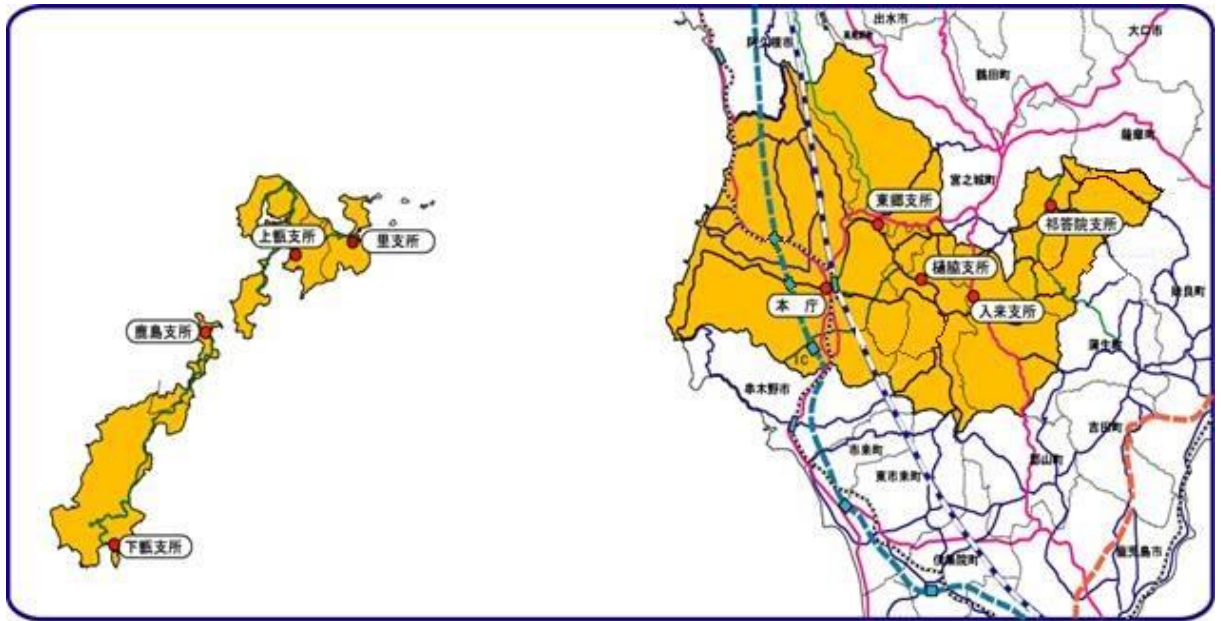 出水市
大口市
阿久根市
鶴田町
薩摩町
宮之城町
東郷支所
祁答院支所
上甑支所
里支所
樋脇支所
本 庁
入来支所
姶良町
鹿島支所
蒲生町
IC
串木野市
吉田町
市来町
郡山町
東市来町
下甑支所
伊集院町
鹿児島市